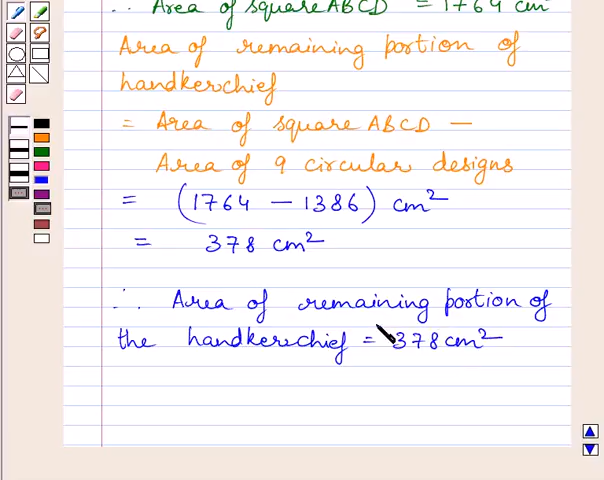 ∴ Area of square ABCD = 1764 cm²
Area of remaining portion of
handkerchief
= Area of square ABCD —
Area of 9 circular designs
= (1764 – 1386) cm²
= 378 cm²
∴ Area of remaining portion of
the handkerchief = 378 cm²